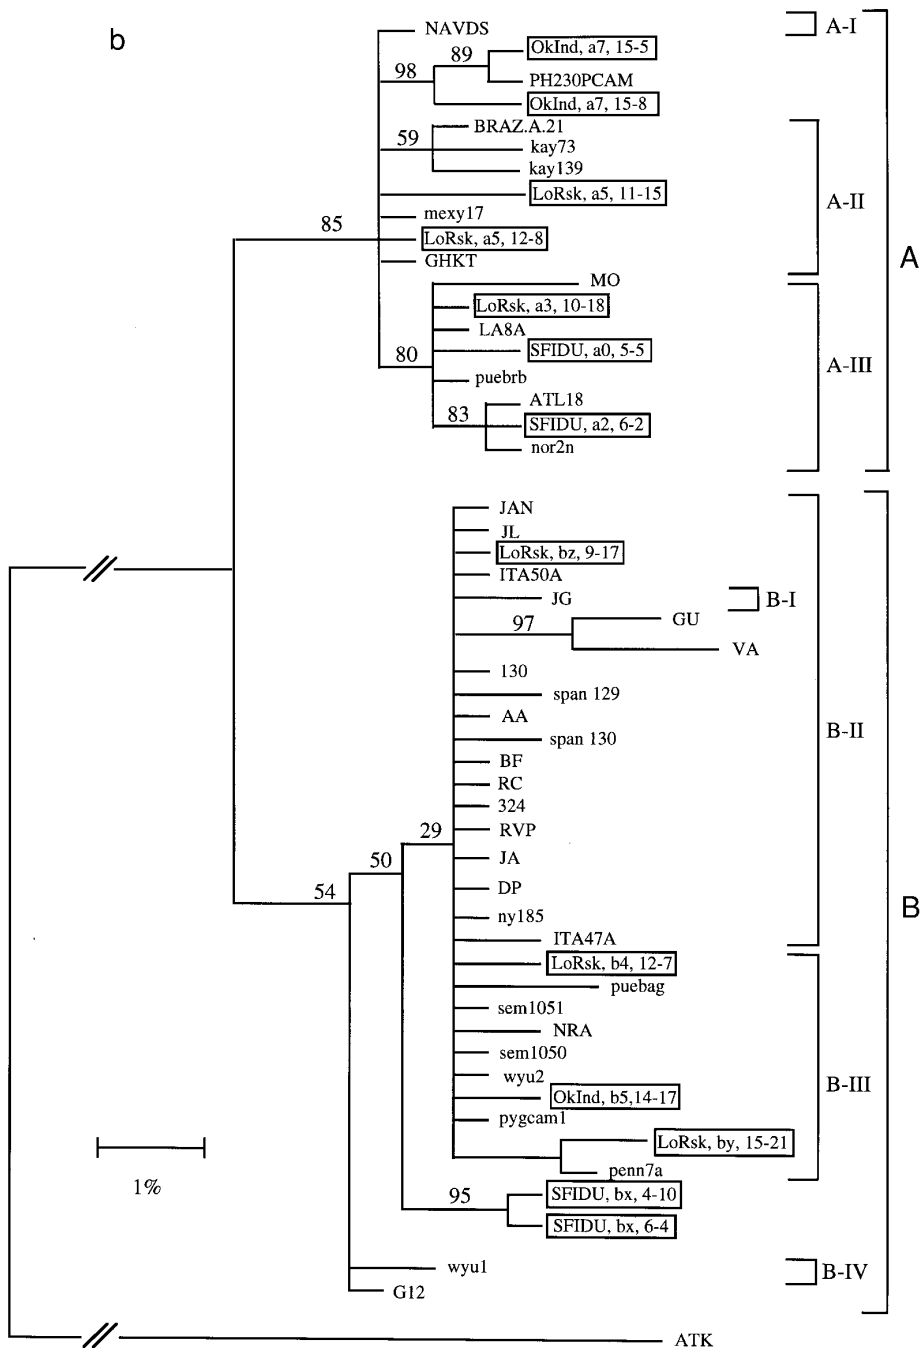 b
NAVDS
A-I
89
OkInd, a7, 15-5
98
PH230PCAM
OkInd, a7, 15-8
BRAZ.A.21
59
kay73
kay139
LoRsk, a5, 11-15
A-II
85
mexy17
LoRsk, a5, 12-8
GHKT
A
MO
LoRsk, a3, 10-18
LA8A
80
SFIDU, a0, 5-5
A-III
puebrb
ATL18
83
SFIDU, a2, 6-2
nor2n
JAN
JL
LoRsk, bz, 9-17
ITA50A
JG
B-I
97
GU
VA
130
span 129
AA
B-II
span 130
BF
RC
324
29
RVP
50
JA
54
DP
B
ny185
ITA47A
LoRsk, b4, 12-7
puebag
sem1051
NRA
sem1050
wyu2
B-III
OkInd, b5,14-17
pygcam1
LoRsk, by, 15-21
1%
penn7a
95
SFIDU, bx, 4-10
SFIDU, bx, 6-4
wyu1
B-IV
G12
ATK